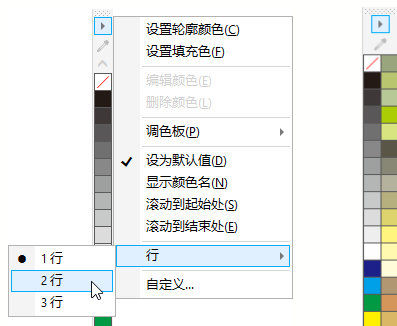 设置轮廓颜色(C)
设置填充色(F)
编辑颜色(E)
删除颜色(L)
调色板(P)
设为默认值(D)
显示颜色名(N)
滚动到起始处(S)
滚动到结束处(E)
行
自定义...
1 行
2 行
3 行